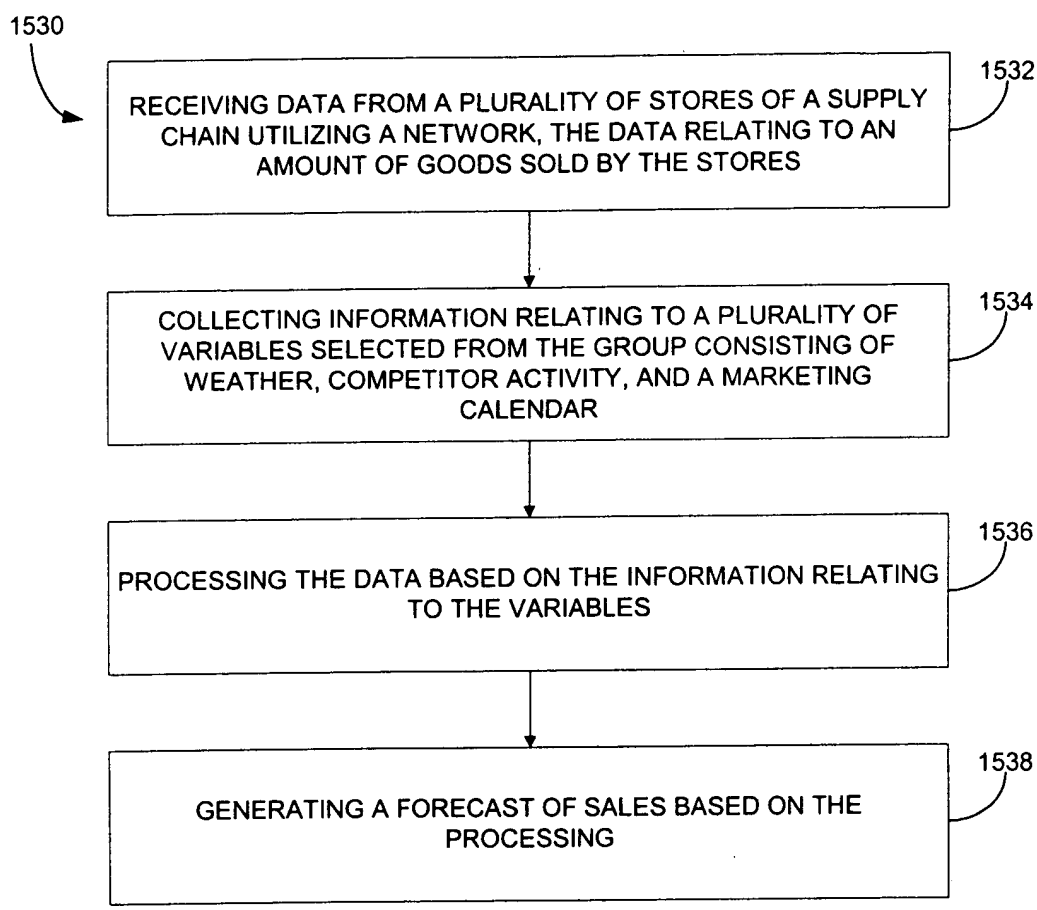 1530
1532
RECEIVING DATA FROM A PLURALITY OF STORES OF A SUPPLY
CHAIN UTILIZING A NETWORK, THE DATA RELATING TO AN
AMOUNT OF GOODS SOLD BY THE STORES
1534
COLLECTING INFORMATION RELATING TO A PLURALITY OF
VARIABLES SELECTED FROM THE GROUP CONSISTING OF
WEATHER, COMPETITOR ACTIVITY, AND A MARKETING
CALENDAR
1536
PROCESSING THE DATA BASED ON THE INFORMATION RELATING
TO THE VARIABLES
1538
GENERATING A FORECAST OF SALES BASED ON THE
PROCESSING